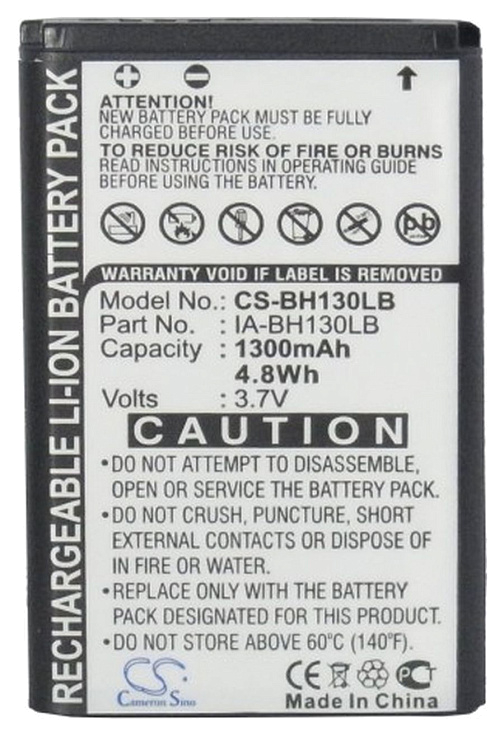 RECHARGEABLE LI-ION BATTERY PACK
ATTENTION!
NEW BATTERY PACK MUST BE FULLY
CHARGED BEFORE USE.
TO REDUCE RISK OF FIRE OR BURNS
READ INSTRUCTIONS IN OPERATING GUIDE
BEFORE USING THE BATTERY.
Pb
WARRANTY VOID IF LABEL IS REMOVED
Model No.: CS-BH130LB
Part No. : IA-BH130LB
Capacity : 1300mAh
4.8Wh
Volts : 3.7V
CAUTION
•DO NOT ATTEMPT TO DISASSEMBLE,
OPEN OR SERVICE THE BATTERY PACK.
•DO NOT CRUSH, PUNCTURE, SHORT
EXTERNAL CONTACTS OR DISPOSE OF
IN FIRE OR WATER.
•REPLACE ONLY WITH THE BATTERY
PACK DESIGNATED FOR THIS PRODUCT.
•DO NOT STORE ABOVE 60°C (140°F).
CS
Cameron Sino
CE PCT
Made In China